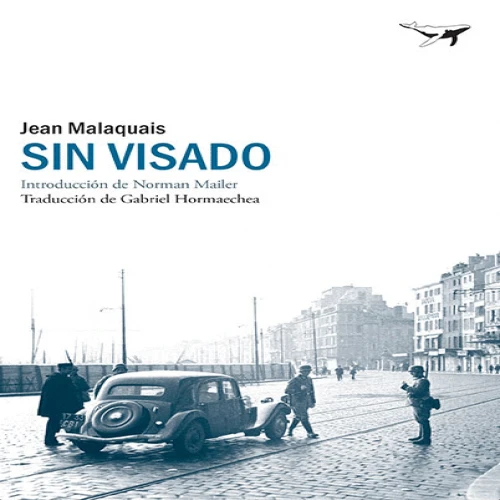 Jean Malaquais
SIN VISADO
Introducción de Norman Mailer
Traducción de Gabriel Hormaechea